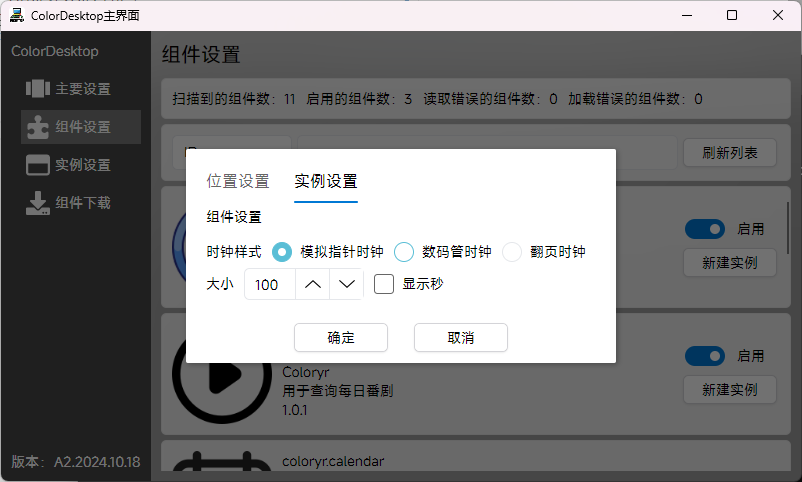 ColorDesktop主界面
ColorDesktop
主要设置
组件设置
实例设置
组件下载
版本：A2.2024.10.18
组件设置
扫描到的组件数：11 启用的组件数：3 读取错误的组件数：0 加载错误的组件数：0
刷新列表
位置设置 实例设置
组件设置
时钟样式 模拟指针时钟 数码管时钟 翻页时钟
大小 100 显示秒
确定 取消
启用
新建实例
Coloryr
用于查询每日番剧
1.0.1
启用
新建实例
coloryr.calendar